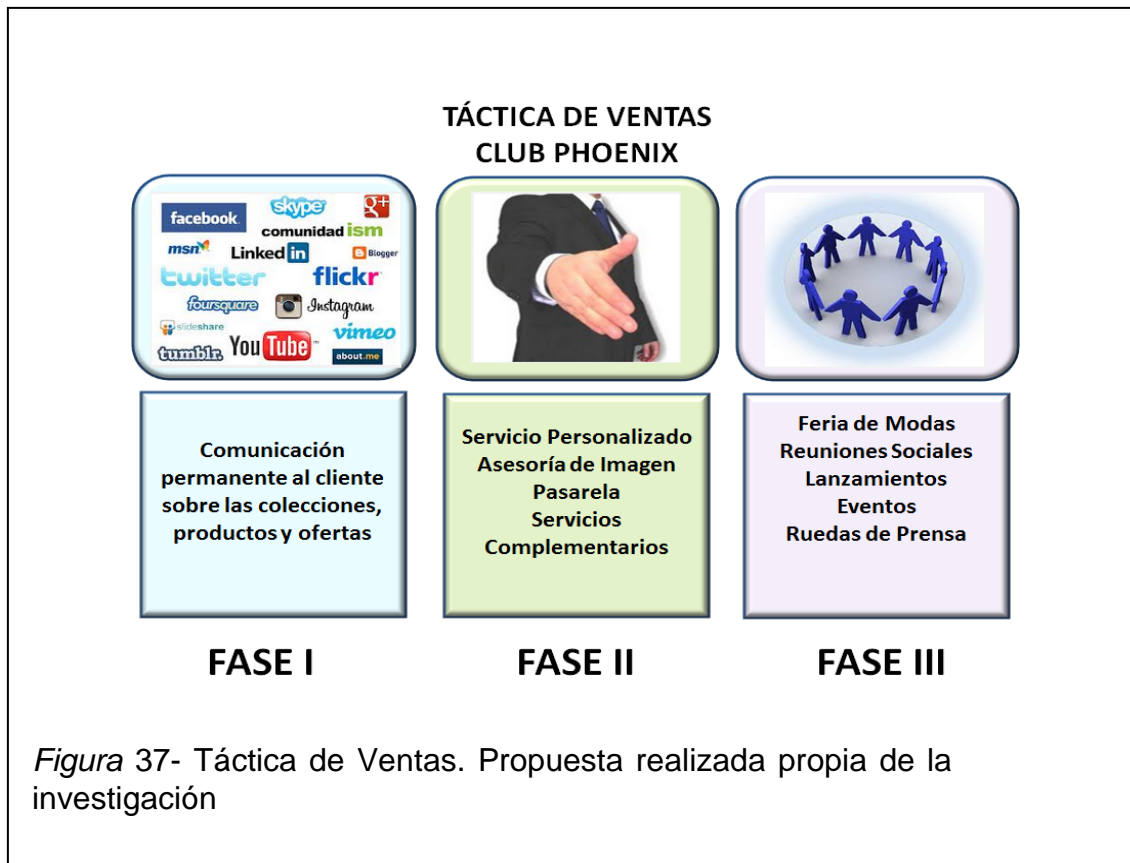 TÁCTICA DE VENTAS
CLUB PHOENIX
facebook
skype
g+
comunidad ism
msn
Linked in
Blogger
twitter
flickr
foursquare
Instagram
slideshare
vimeo
tumblr.
YouTube
about.me
Comunicación
permanente al cliente
sobre las colecciones,
productos y ofertas
Servicio Personalizado
Asesoría de Imagen
Pasarela
Servicios
Complementarios
Feria de Modas
Reuniones Sociales
Lanzamientos
Eventos
Ruedas de Prensa
FASE I
FASE II
FASE III
Figura 37- Táctica de Ventas. Propuesta realizada propia de la
investigación